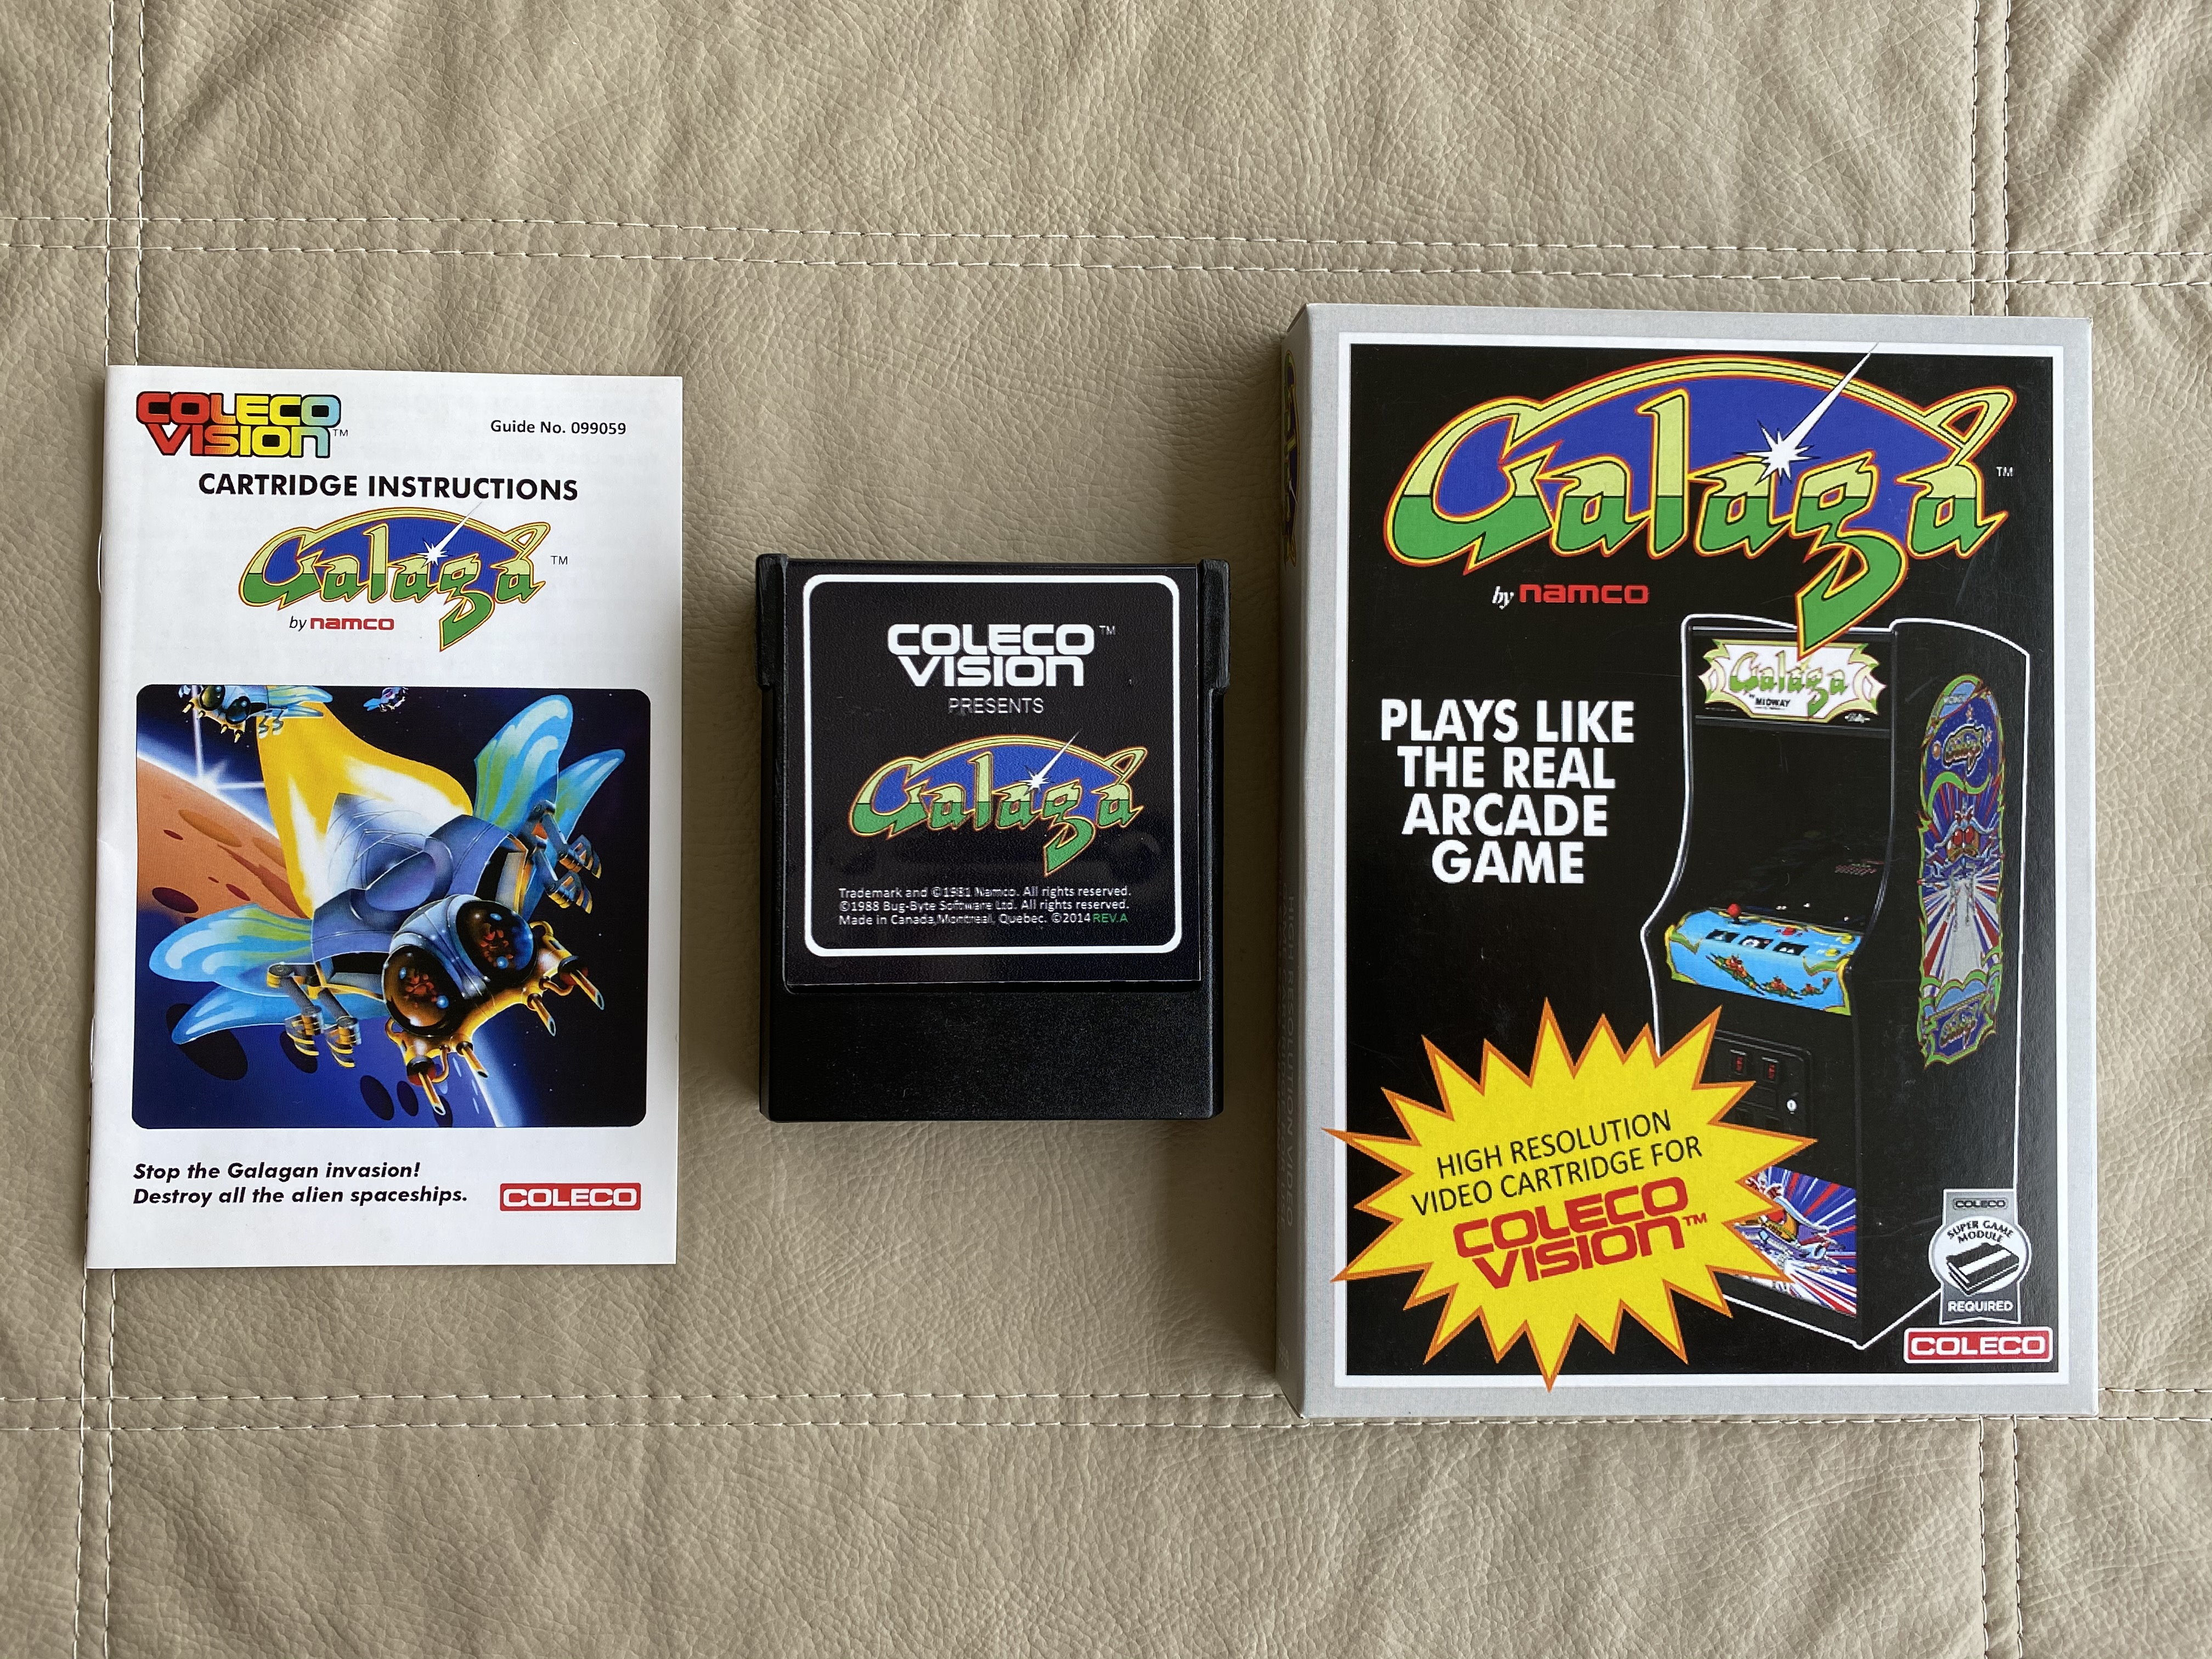 COLECO
VISION™
Guide No. 099059
CARTRIDGE INSTRUCTIONS
Galaga™
by namco
Stop the Galagan invasion!
Destroy all the alien spaceships.
COLECO
COLECO™
VISION
PRESENTS
Galaga
Trademark and ©1981 Namco. All rights reserved.
©1988 Bug-Byte Software Ltd. All rights reserved.
Made in Canada,Montreal, Quebec. ©2014 REV.A
Galaga™
by namco
Galaga
MIDWAY
PLAYS LIKE
THE REAL
ARCADE
GAME
HIGH RESOLUTION
VIDEO CARTRIDGE FOR
COLECO
VISION™
COLECO
SUPER GAME
MODULE
REQUIRED
COLECO